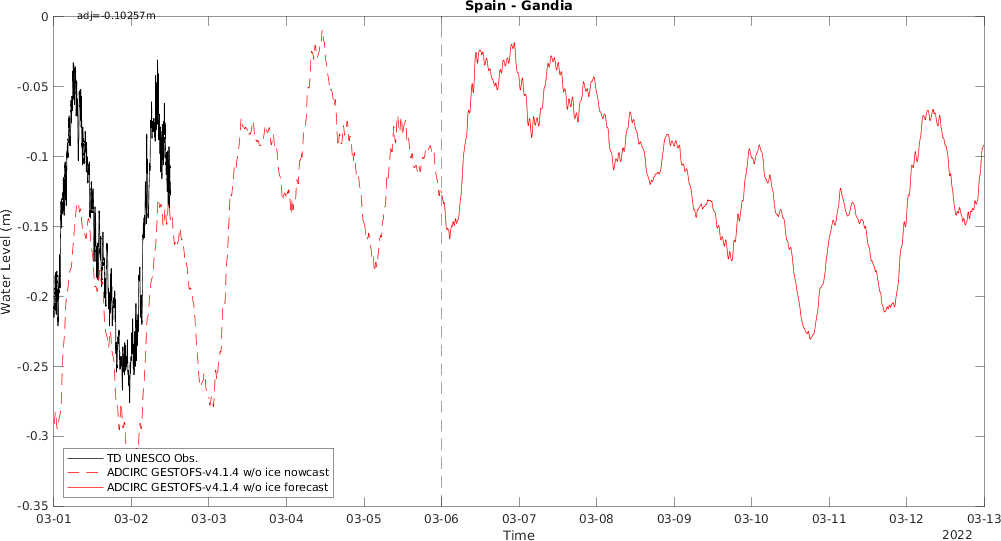 Spain - Gandia
adj=-0.10257m
0
-0.05
-0.1
-0.15
-0.2
-0.25
-0.3
-0.35
Water Level (m)
TD UNESCO Obs.
ADCIRC GESTOFS-v4.1.4 w/o ice nowcast
ADCIRC GESTOFS-v4.1.4 w/o ice forecast
03-01 03-02 03-03 03-04 03-05 03-06 03-07 03-08 03-09 03-10 03-11 03-12 03-13
Time
2022